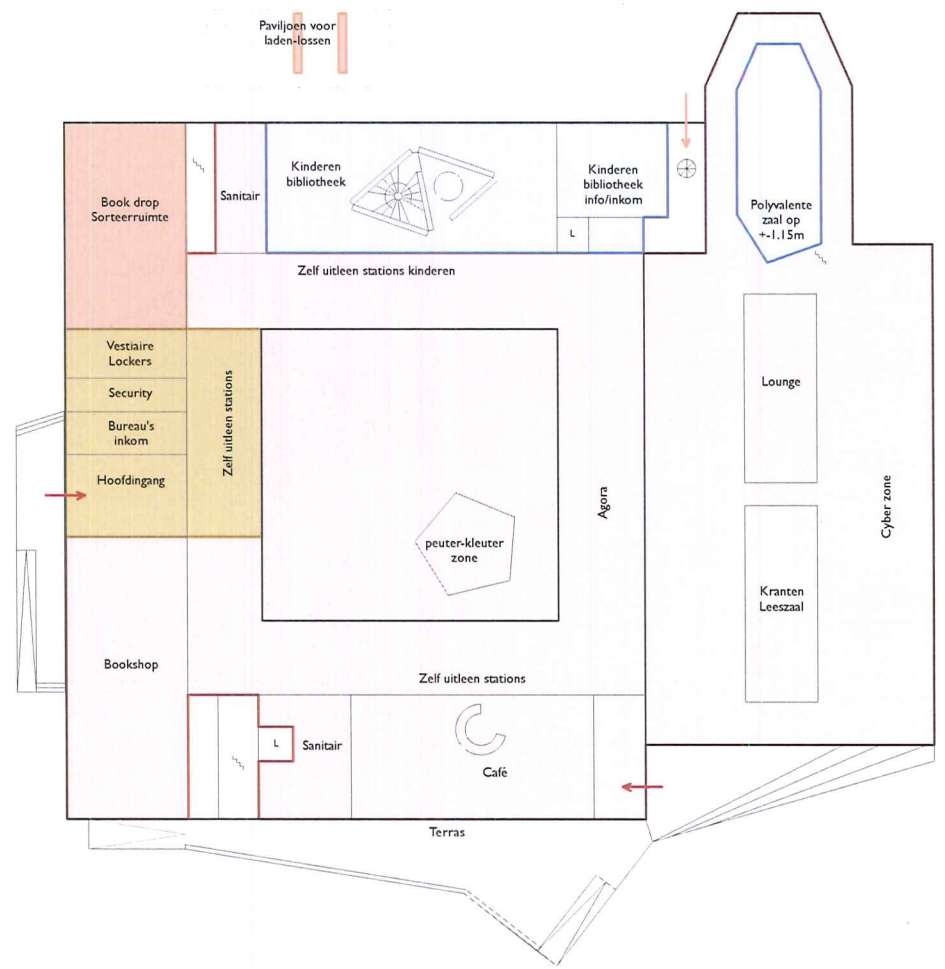 Paviljoen voor
laden-lossen
Book drop
Sorteerruimte
Sanitair
Kinderen
bibliotheek
Kinderen
bibliotheek
info/inkom
L
Polyvalente
zaal op
+-1.15m
Zelf uitleen stations kinderen
Vestiaire
Lockers
Security
Bureau's
inkom
Hoofdingang
Zelf uitleen stations
peuter-kleuter
zone
Agora
Lounge
Cyber zone
Kranten
Leeszaal
Bookshop
Zelf uitleen stations
L
Sanitair
Café
Terras